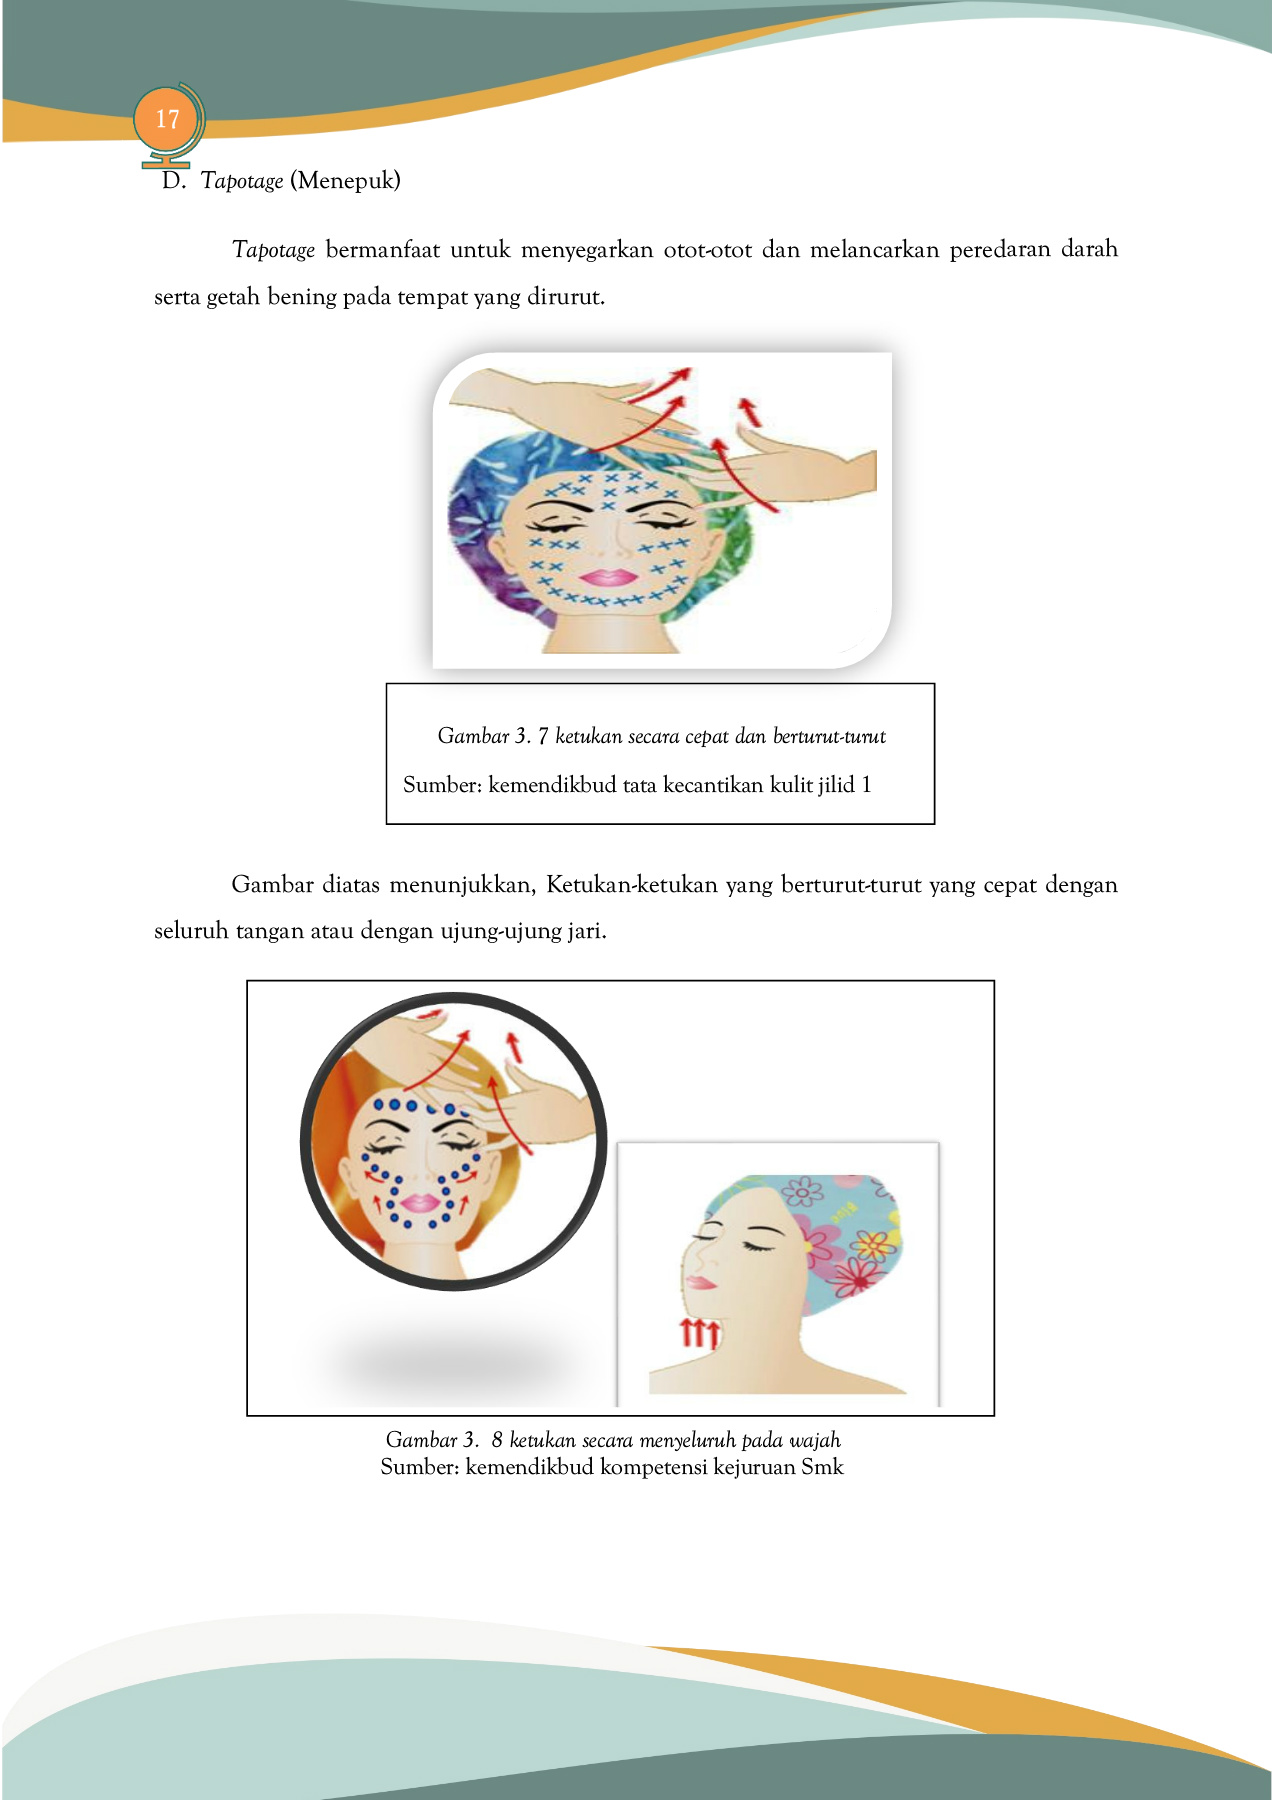 17
D. Tapotage (Menepuk)
Tapotage bermanfaat untuk menyegarkan otot-otot dan melancarkan peredaran darah
serta getah bening pada tempat yang dirurut.
Gambar 3. 7 ketukan secara cepat dan berturut-turut
Sumber: kemendikbud tata kecantikan kulit jilid 1
Gambar diatas menunjukkan, Ketukan-ketukan yang berturut-turut yang cepat dengan
seluruh tangan atau dengan ujung-ujung jari.
Gambar 3. 8 ketukan secara menyeluruh pada wajah
Sumber: kemendikbud kompetensi kejuruan Smk